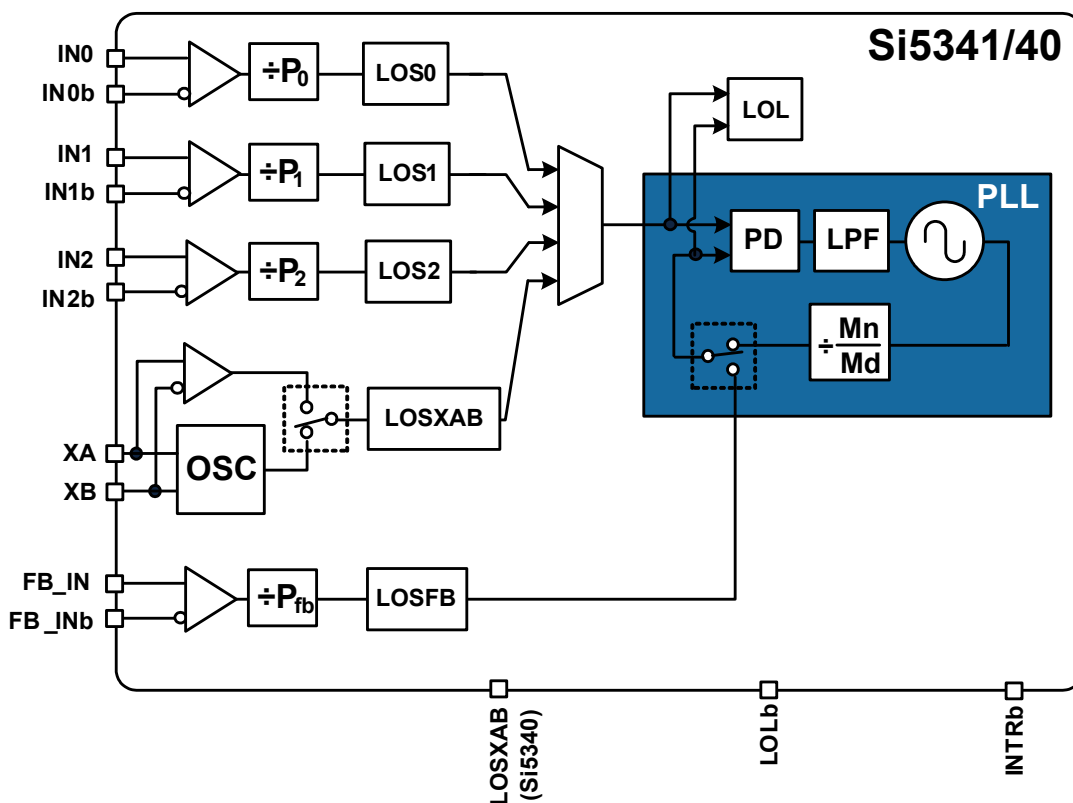 Si5341/40
IN0
IN0b
÷P0
LOS0
LOL
IN1
IN1b
÷P1
LOS1
PLL
PD
LPF
IN2
IN2b
÷P2
LOS2
÷ Mn
Md
LOSXAB
XA
XB
OSC
FB_IN
FB_INb
÷Pfb
LOSFB
LOSXAB
(Si5340)
LOLb
INTRb